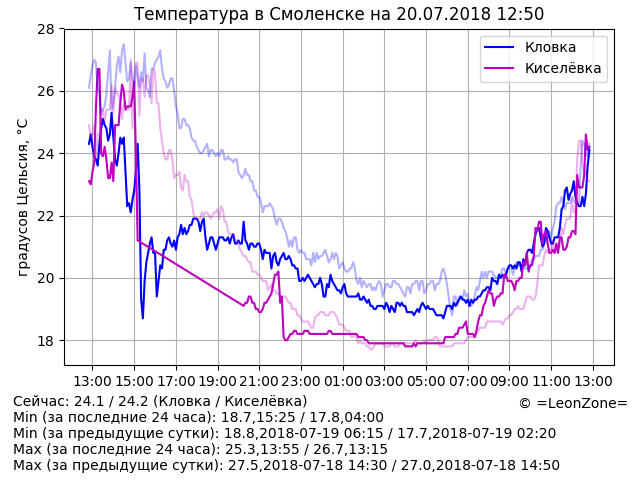 Температура в Смоленске на 20.07.2018 12:50
градусов Цельсия, °C
28
26
24
22
20
18
Кловка
Киселёвка
13:00 15:00 17:00 19:00 21:00 23:00 01:00 03:00 05:00 07:00 09:00 11:00 13:00
Сейчас: 24.1 / 24.2 (Кловка / Киселёвка)
© =LeonZone=
Min (за последние 24 часа): 18.7,15:25 / 17.8,04:00
Min (за предыдущие сутки): 18.8,2018-07-19 06:15 / 17.7,2018-07-19 02:20
Max (за последние 24 часа): 25.3,13:55 / 26.7,13:15
Max (за предыдущие сутки): 27.5,2018-07-18 14:30 / 27.0,2018-07-18 14:50